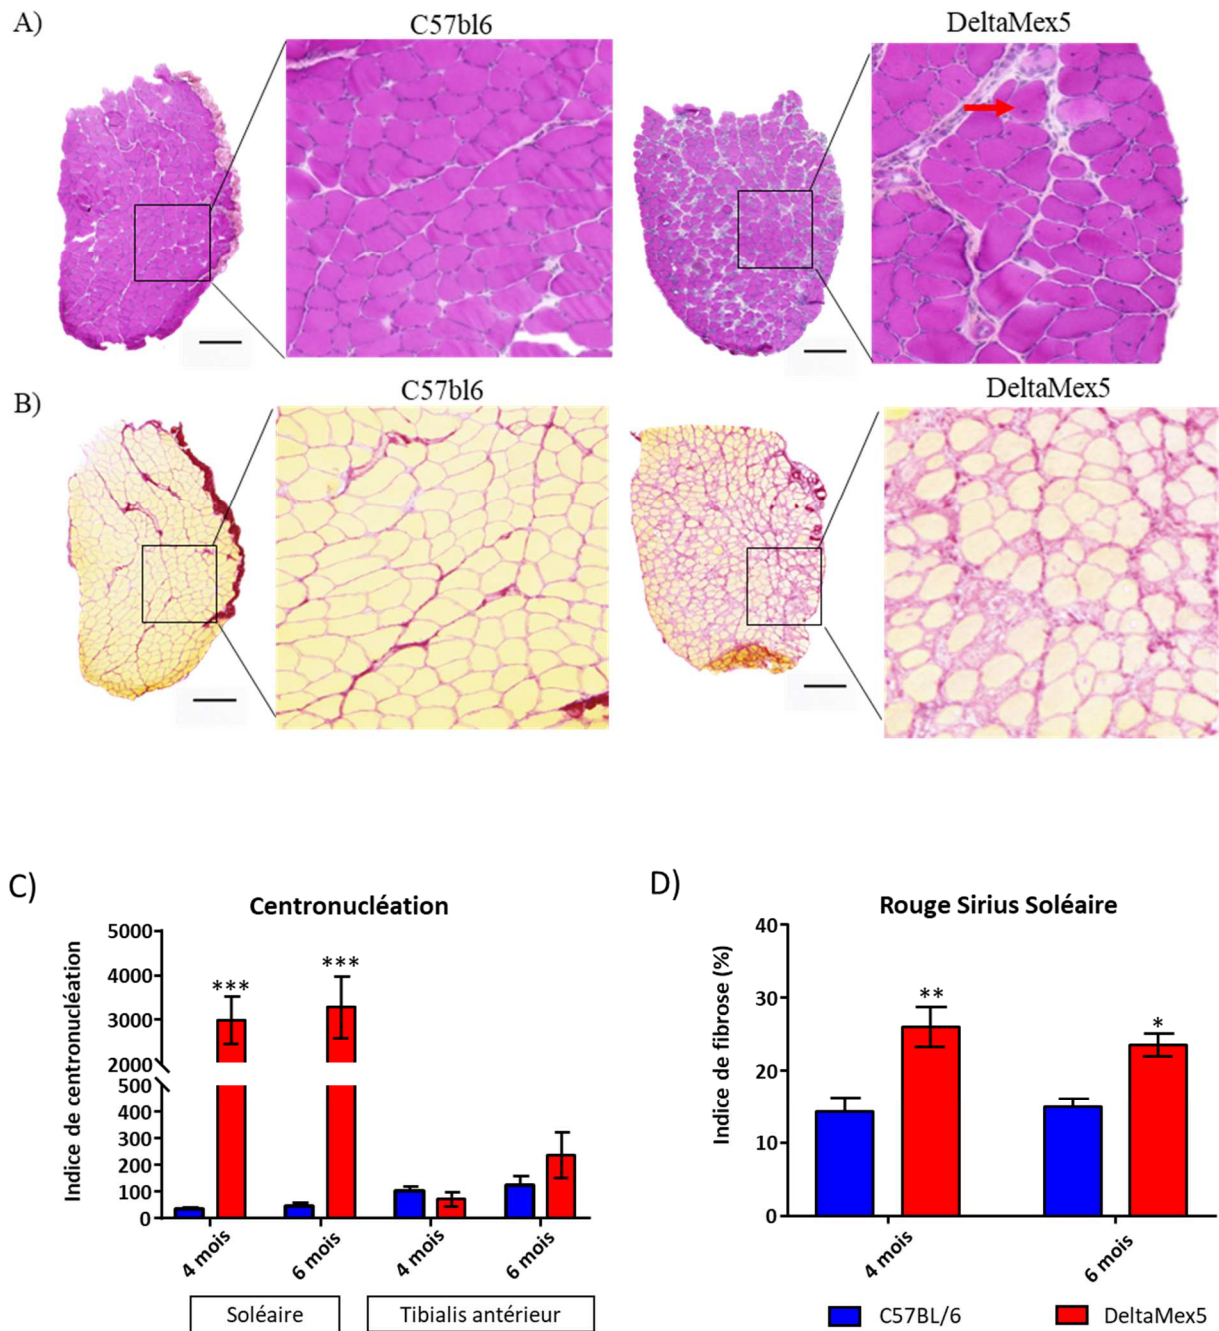 A)
C57bl6
DeltaMex5
B)
C57bl6
DeltaMex5
C)
Centronucléation
Indice de centronucléation
5000
4000
3000
2000
500
400
300
200
100
0
***
***
4 mois
6 mois
4 mois
6 mois
Soléaire
Tibialis antérieur
D)
Rouge Sirius Soléaire
Indice de fibrose (%)
40
30
20
10
0
**
*
4 mois
6 mois
C57BL/6
DeltaMex5